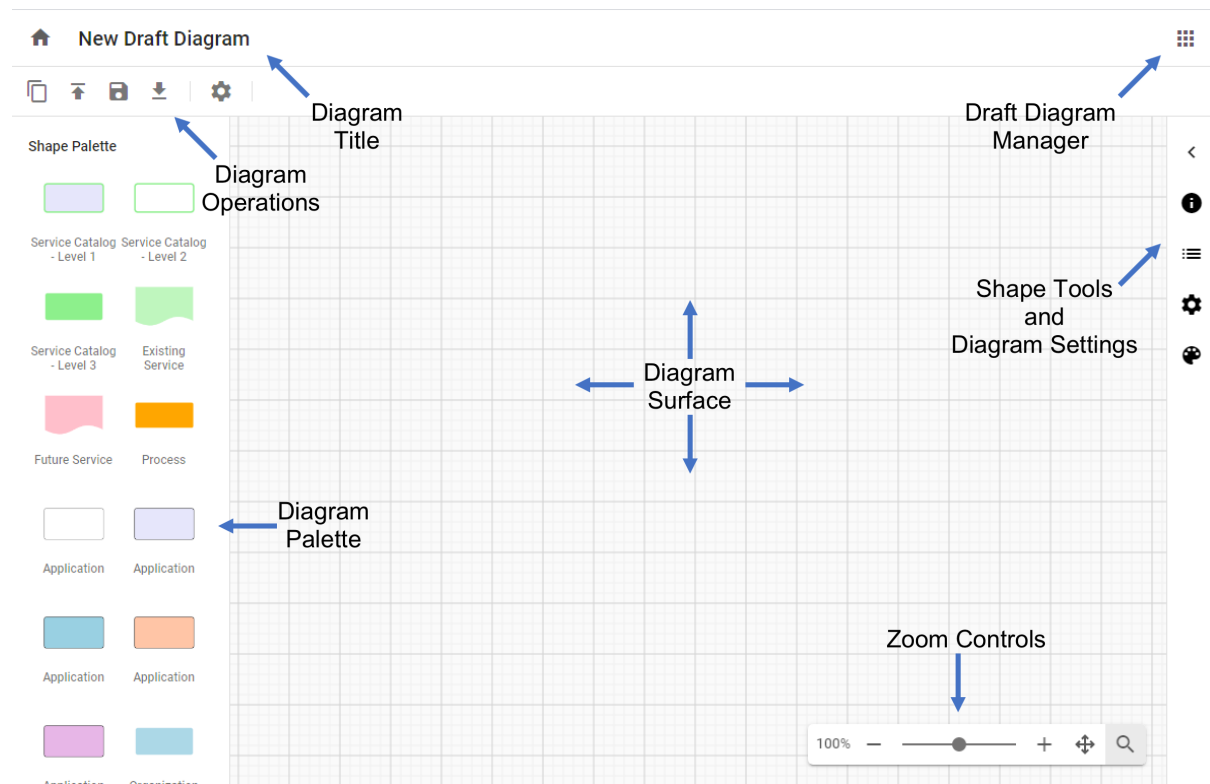 New Draft Diagram
Diagram
Title
Draft Diagram
Manager
Shape Palette
Diagram
Operations
Service Catalog
- Level 1
Service Catalog
- Level 2
Shape Tools
and
Diagram Settings
Service Catalog
- Level 3
Existing
Service
Diagram
Surface
Future Service
Process
Diagram
Palette
Application
Application
Zoom Controls
Application
Application
100%
Application
Organization